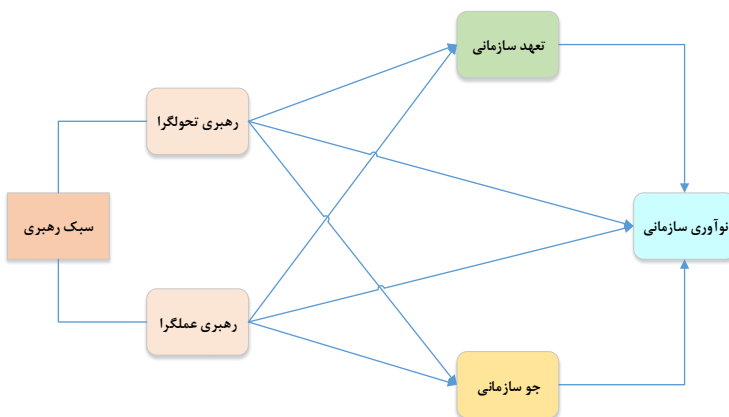 تعهد سازمانی
رهبری تحولگرا
سبک رهبری
نوآوری سازمانی
رهبری عملگرا
جو سازمانی